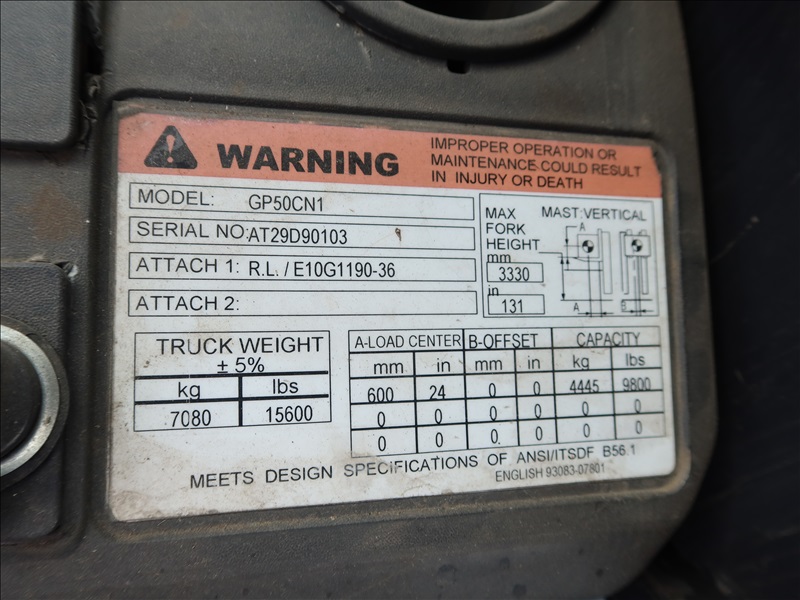 WARNING
IMPROPER OPERATION OR
MAINTENANCE COULD RESULT
IN INJURY OR DEATH
MODEL: GP50CN1
SERIAL NO: AT29D90103
ATTACH 1: R.L. / E10G1190-36
ATTACH 2:
MAX
FORK
HEIGHT
mm
3330
in
131
MAST: VERTICAL
A
A
B
TRUCK WEIGHT
± 5%
kg lbs
7080 15600
A-LOAD CENTER B-OFFSET CAPACITY
mm in mm in kg lbs
600 24 0 0 4445 9800
0 0 0 0 0 0
0 0 0 0 0 0
MEETS DESIGN SPECIFICATIONS OF ANSI/ITSDF B56.1
ENGLISH 93083-07801